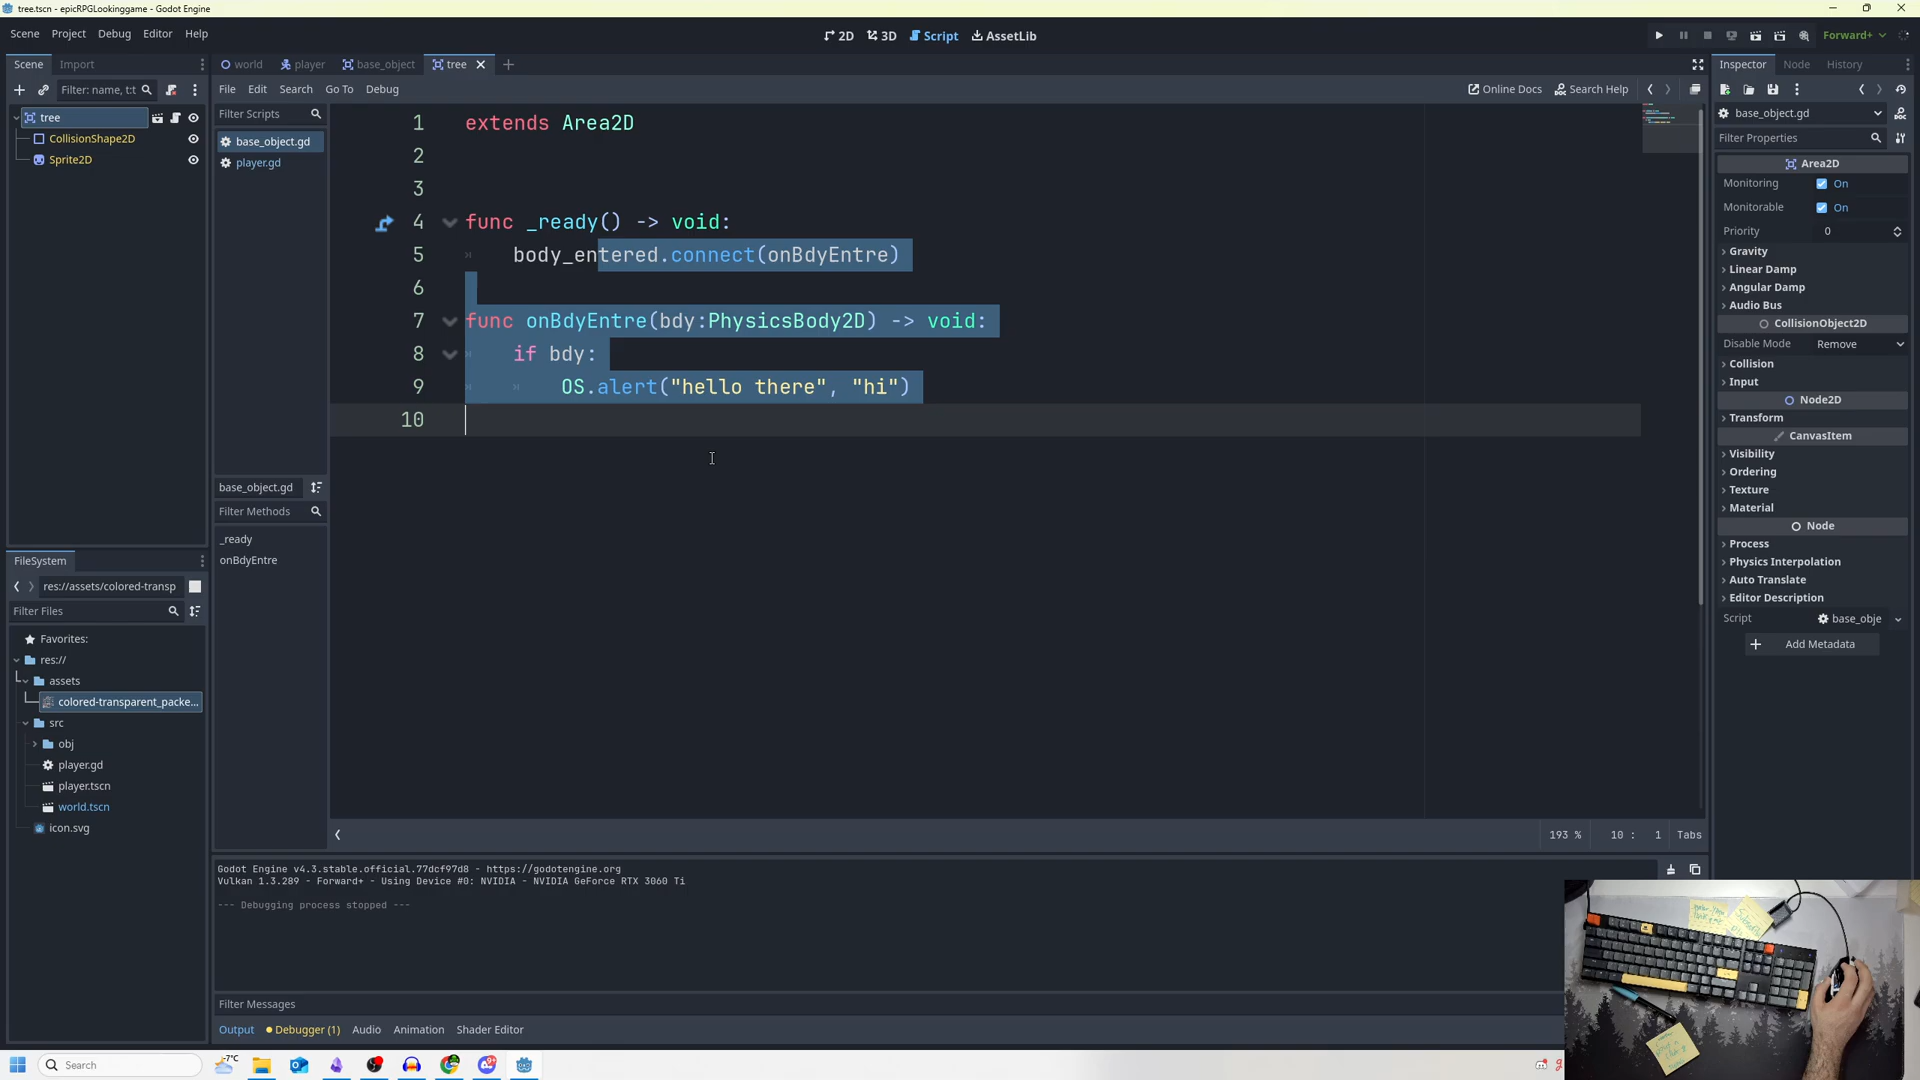 tree.tscn - epicRPGLookinggame - Godot Engine
Scene Project Debug Editor Help
2D 3D Script AssetLib
Forward+
Scene Import
world player base_object tree
Inspector Node History
Filter: name, t:t
File Edit Search Go To Debug
Online Docs Search Help
tree
CollisionShape2D
Sprite2D
Filter Scripts
base_object.gd
player.gd
1 extends Area2D
2
3
4 func _ready() -> void:
5 body_entered.connect(onBdyEntre)
6
7 func onBdyEntre(bdy:PhysicsBody2D) -> void:
8 if bdy:
9 OS.alert("hello there", "hi")
10
base_object.gd
Filter Methods
_ready
onBdyEntre
193 % 10 : 1 Tabs
FileSystem
res://assets/colored-transp
Filter Files
Favorites:
res://
assets
colored-transparent_packe...
src
obj
player.gd
player.tscn
world.tscn
icon.svg
base_object.gd
Filter Properties
Area2D
Monitoring On
Monitorable On
Priority 0
Gravity
Linear Damp
Angular Damp
Audio Bus
CollisionObject2D
Disable Mode Remove
Collision
Input
Node2D
Transform
CanvasItem
Visibility
Ordering
Texture
Material
Node
Process
Physics Interpolation
Auto Translate
Editor Description
Script base_obje
Add Metadata
Godot Engine v4.3.stable.official.77dcf97d8 - https://godotengine.org
Vulkan 1.3.289 - Forward+ - Using Device #0: NVIDIA - NVIDIA GeForce RTX 3060 Ti
--- Debugging process stopped ---
Filter Messages
Output Debugger (1) Audio Animation Shader Editor
Search
-7°C